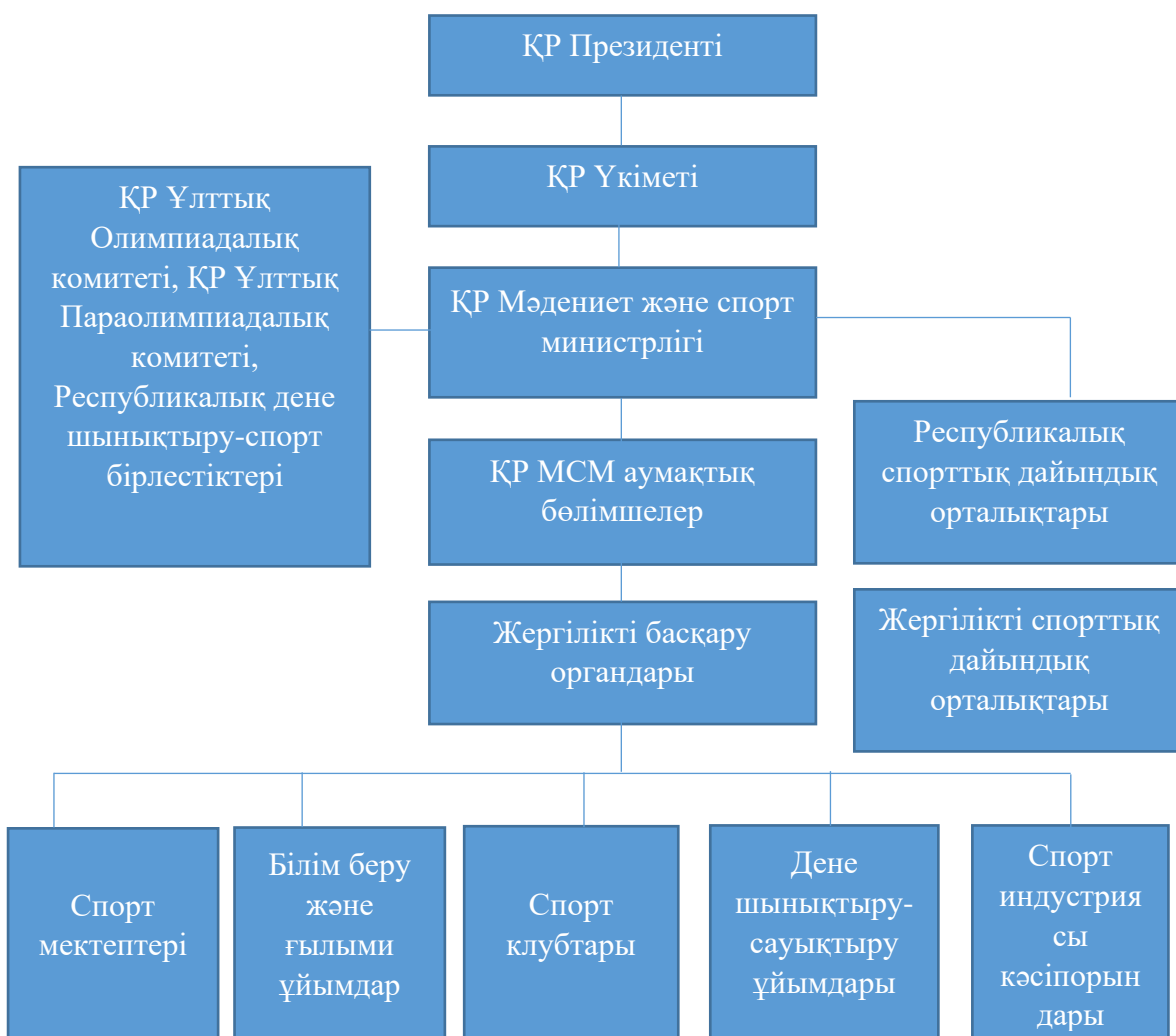 ҚР Президенті
ҚР Үкіметі
ҚР Ұлттық
Олимпиадалық
комитеті, ҚР Ұлттық
Параолимпиадалық
комитеті,
Республикалық дене
шынықтыру-спорт
бірлестіктері
ҚР Мәдениет және спорт
министрлігі
Республикалық
спорттық дайындық
орталықтары
ҚР МСМ аумақтық
бөлімшелер
Жергілікті басқару
органдары
Жергілікті спорттық
дайындық
орталықтары
Спорт
мектептері
Білім беру
және
ғылыми
ұйымдар
Спорт
клубтары
Дене
шынықтыру-
сауықтыру
ұйымдары
Спорт
индустрия
сы
кәсіпорын
дары